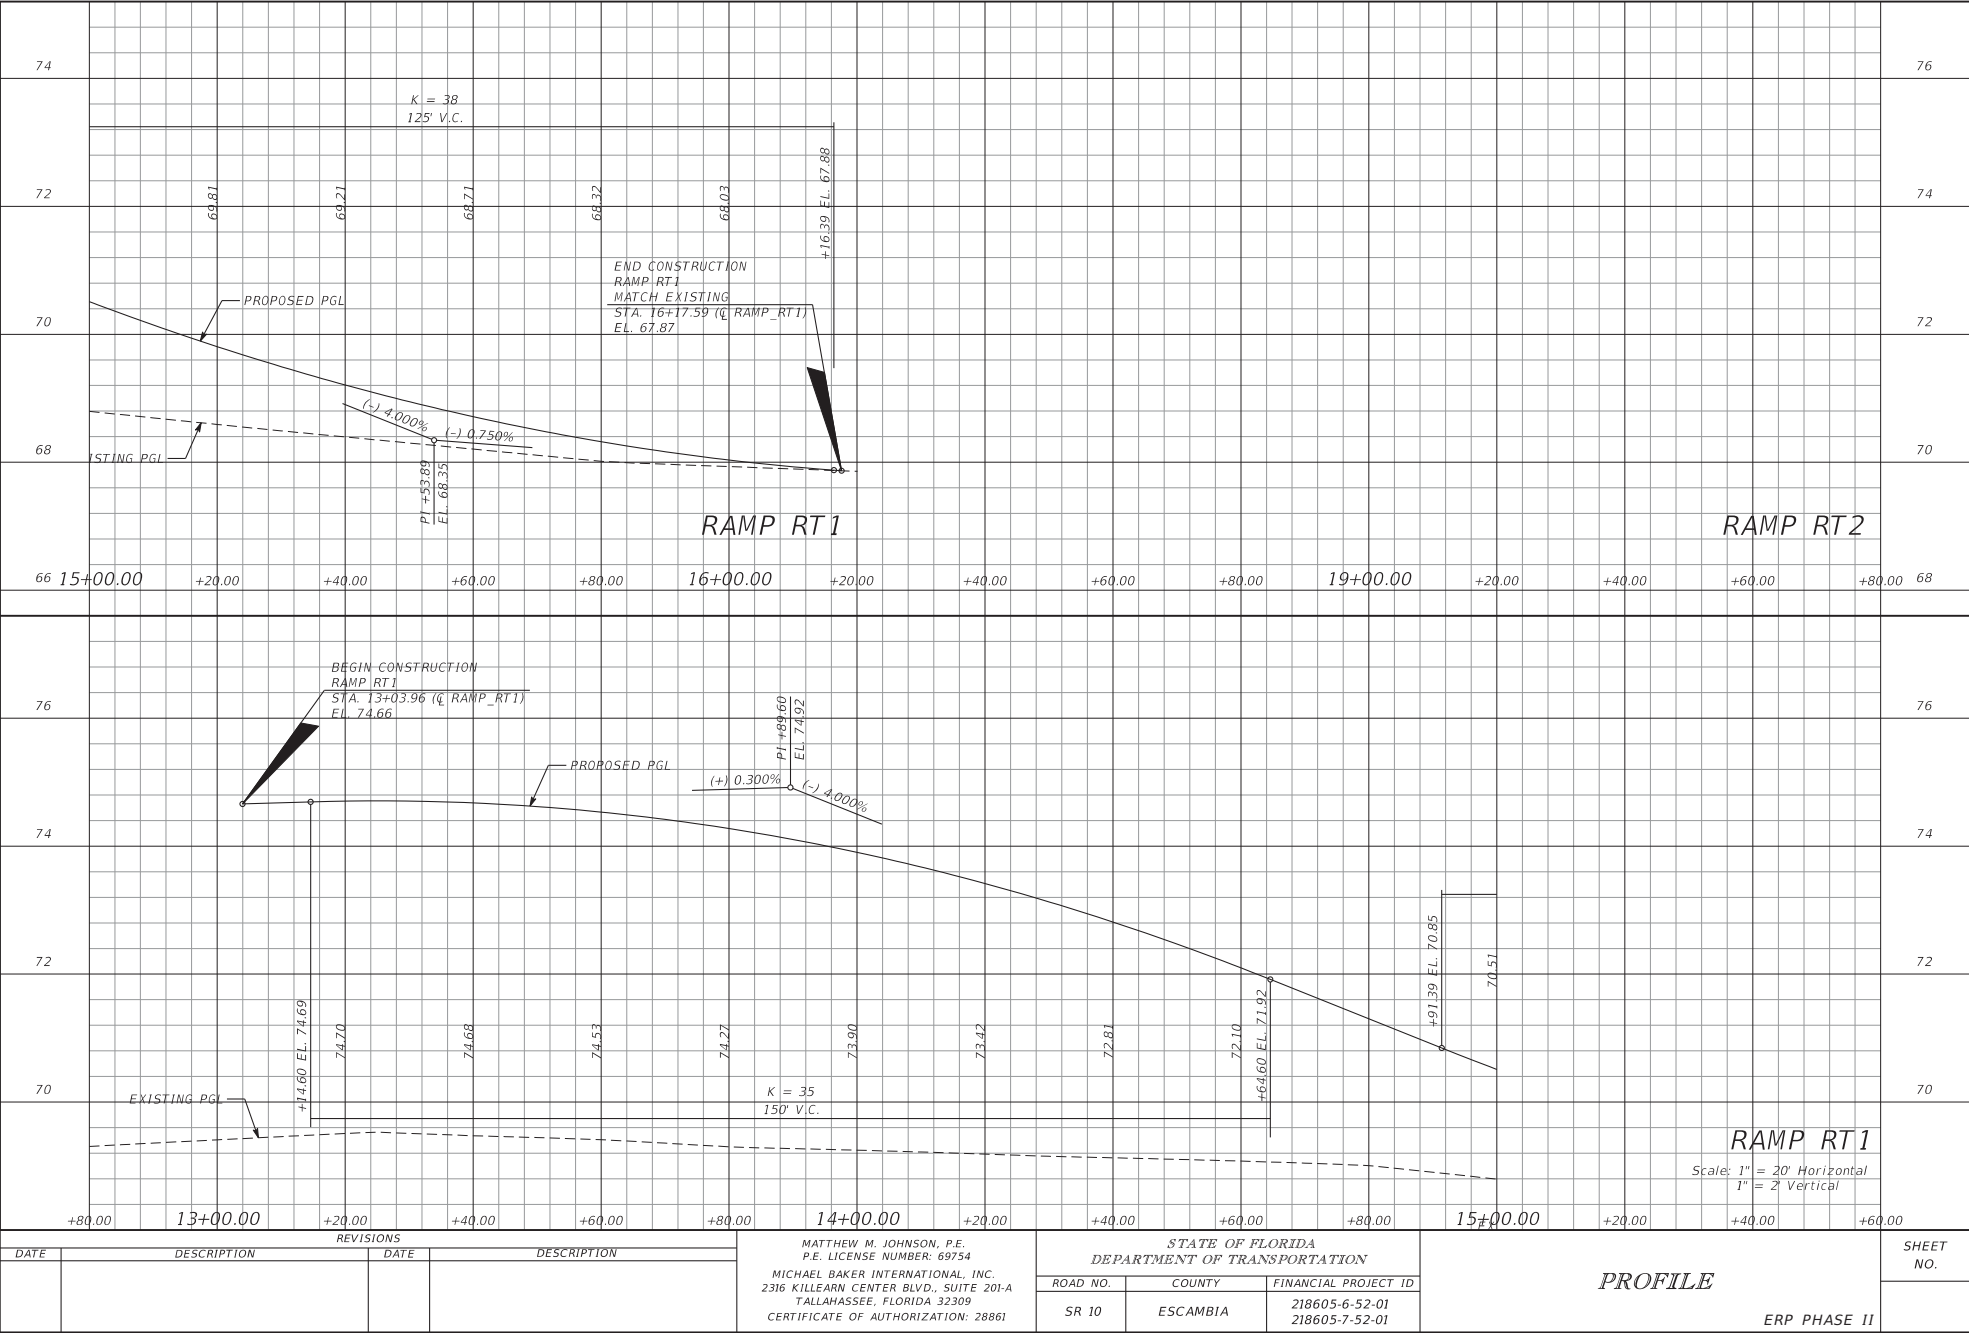 74
76
K = 38
125' V.C.
72
74
69.81
69.21
68.71
68.32
68.03
+16.39 EL. 67.88
END CONSTRUCTION
RAMP RT1
MATCH EXISTING
STA. 16+17.59 (℄ RAMP_RT1)
EL. 67.87
PROPOSED PGL
70
72
(-) 4.000%
(-) 0.750%
ISTING PGL
68
70
PI +53.89
EL. 68.35
RAMP RT1
RAMP RT2
66
15+00.00
+20.00
+40.00
+60.00
+80.00
16+00.00
+20.00
+40.00
+60.00
+80.00
19+00.00
+20.00
+40.00
+60.00
+80.00
68
BEGIN CONSTRUCTION
RAMP RT1
STA. 13+03.96 (℄ RAMP_RT1)
EL. 74.66
76
76
PI +89.60
EL. 74.92
PROPOSED PGL
(+) 0.300%
(-) 4.000%
74
74
72
72
+91.39 EL. 70.85
70.51
+14.60 EL. 74.69
74.70
74.68
74.53
74.27
73.90
73.42
72.81
72.10
+64.60 EL. 71.92
K = 35
150' V.C.
70
70
EXISTING PGL
RAMP RT1
Scale: 1" = 20' Horizontal
1" = 2' Vertical
+80.00
13+00.00
+20.00
+40.00
+60.00
+80.00
14+00.00
+20.00
+40.00
+60.00
+80.00
15+00.00
+20.00
+40.00
+60.00
REVISIONS
DATE
DESCRIPTION
DATE
DESCRIPTION
MATTHEW M. JOHNSON, P.E.
P.E. LICENSE NUMBER: 69754
MICHAEL BAKER INTERNATIONAL, INC.
2316 KILLEARN CENTER BLVD., SUITE 201-A
TALLAHASSEE, FLORIDA 32309
CERTIFICATE OF AUTHORIZATION: 28861
STATE OF FLORIDA
DEPARTMENT OF TRANSPORTATION
ROAD NO.
COUNTY
FINANCIAL PROJECT ID
SR 10
ESCAMBIA
218605-6-52-01
218605-7-52-01
PROFILE
ERP PHASE II
SHEET
NO.